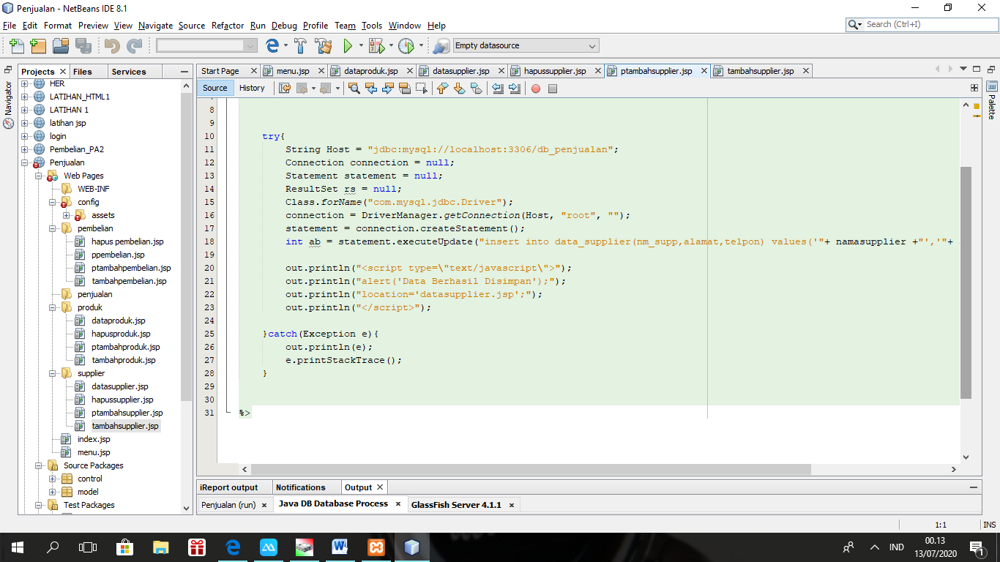 Penjualan - NetBeans IDE 8.1
File Edit Format Preview View Navigate Source Refactor Run Debug Profile Team Tools Window Help
Search (Ctrl+I)
Empty datasource
Navigator
Projects Files Services
HER
LATIHAN_HTML1
LATIHAN 1
latihan jsp
login
Pembelian_PA2
Penjualan
Web Pages
WEB-INF
config
assets
pembelian
hapus pembelian.jsp
ppembelian.jsp
ptambahpembelian.jsp
tambahpembelian.jsp
penjualan
produk
dataproduk.jsp
hapusproduk.jsp
ptambahproduk.jsp
tambahproduk.jsp
supplier
datasupplier.jsp
hapussupplier.jsp
ptambahsupplier.jsp
tambahsupplier.jsp
index.jsp
menu.jsp
Source Packages
control
model
Test Packages
Start Page menu.jsp dataproduk.jsp datasupplier.jsp hapussupplier.jsp ptambahsupplier.jsp tambahsupplier.jsp
Source History
8
9
10 try{
11 String Host = "jdbc:mysql://localhost:3306/db_penjualan";
12 Connection connection = null;
13 Statement statement = null;
14 ResultSet rs = null;
15 Class.forName("com.mysql.jdbc.Driver");
16 connection = DriverManager.getConnection(Host, "root", "");
17 statement = connection.createStatement();
18 int ab = statement.executeUpdate("insert into data_supplier(nm_supp,alamat,telpon) values('"+ namasupplier +"','"+
19
20 out.println("<script type=\"text/javascript\">");
21 out.println("alert('Data Berhasil Disimpan');");
22 out.println("location='datasupplier.jsp';");
23 out.println("</script>");
24
25 }catch(Exception e){
26 out.println(e);
27 e.printStackTrace();
28 }
29
30
31 %>
Palette
iReport output Notifications Output
Penjualan (run) Java DB Database Process GlassFish Server 4.1.1
1:1 INS
IND
00.13
13/07/2020
1